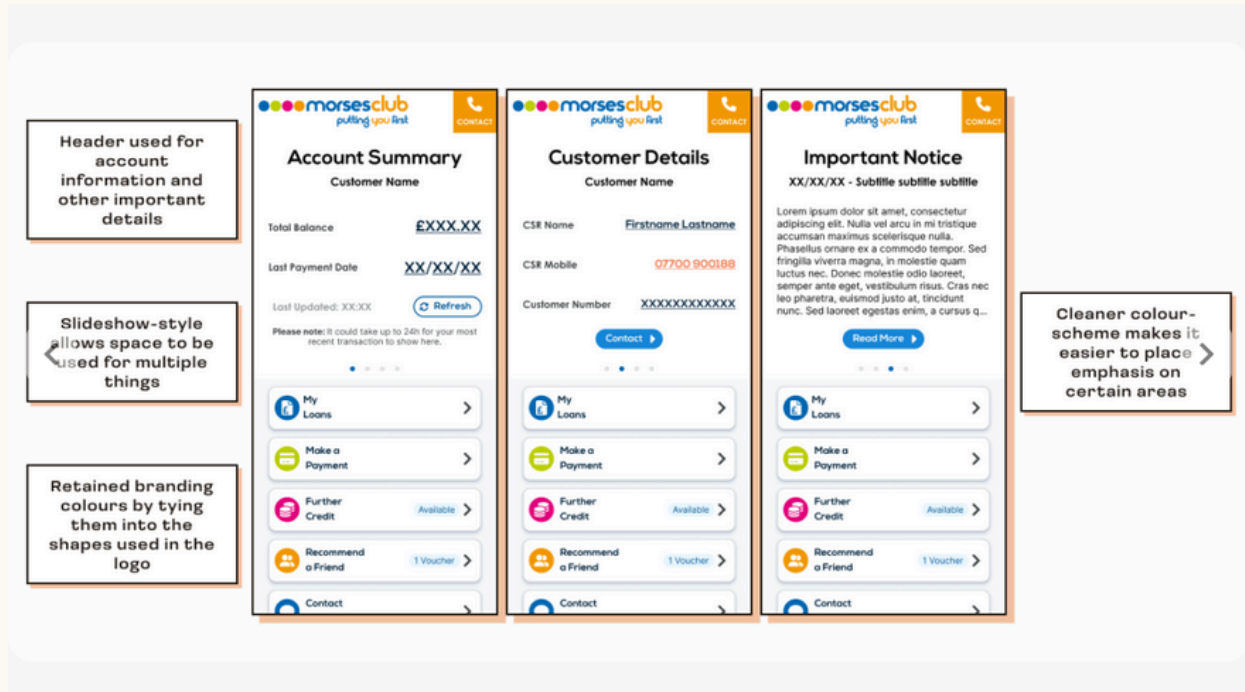 Header used for
account
information and
other important
details
Slideshow-style
allows space to be
used for multiple
things
Retained branding
colours by tying
them into the
shapes used in the
logo
morsesclub
putting you first
CONTACT
Account Summary
Customer Name
Total Balance £XXX.XX
Last Payment Date XX/XX/XX
Last Updated: XX:XX Refresh
Please note: It could take up to 24h for your most
recent transaction to show here.
My
Loans
Make a
Payment
Further
Credit
Available
Recommend
a Friend
1 Voucher
Contact
morsesclub
putting you first
CONTACT
Customer Details
Customer Name
CSR Name Firstname Lastname
CSR Mobile 07700 900188
Customer Number XXXXXXXXXXXX
Contact
My
Loans
Make a
Payment
Further
Credit
Available
Recommend
a Friend
1 Voucher
Contact
morsesclub
putting you first
CONTACT
Important Notice
XX/XX/XX - Subtitle subtitle subtitle
Lorem ipsum dolor sit amet, consectetur
adipiscing elit. Nulla vel arcu in mi tristique
accumsan maximus scelerisque nulla.
Phasellus ornare ex a commodo tempor. Sed
fringilla viverra magna, in molestie quam
luctus nec. Donec molestie odio laoreet,
semper ante eget, vestibulum risus. Cras nec
leo pharetra, euismod justo at, tincidunt
nunc. Sed laoreet egestas enim, a cursus q...
Read More
My
Loans
Make a
Payment
Further
Credit
Available
Recommend
a Friend
1 Voucher
Contact
Cleaner colour-
scheme makes it
easier to place
emphasis on
certain areas